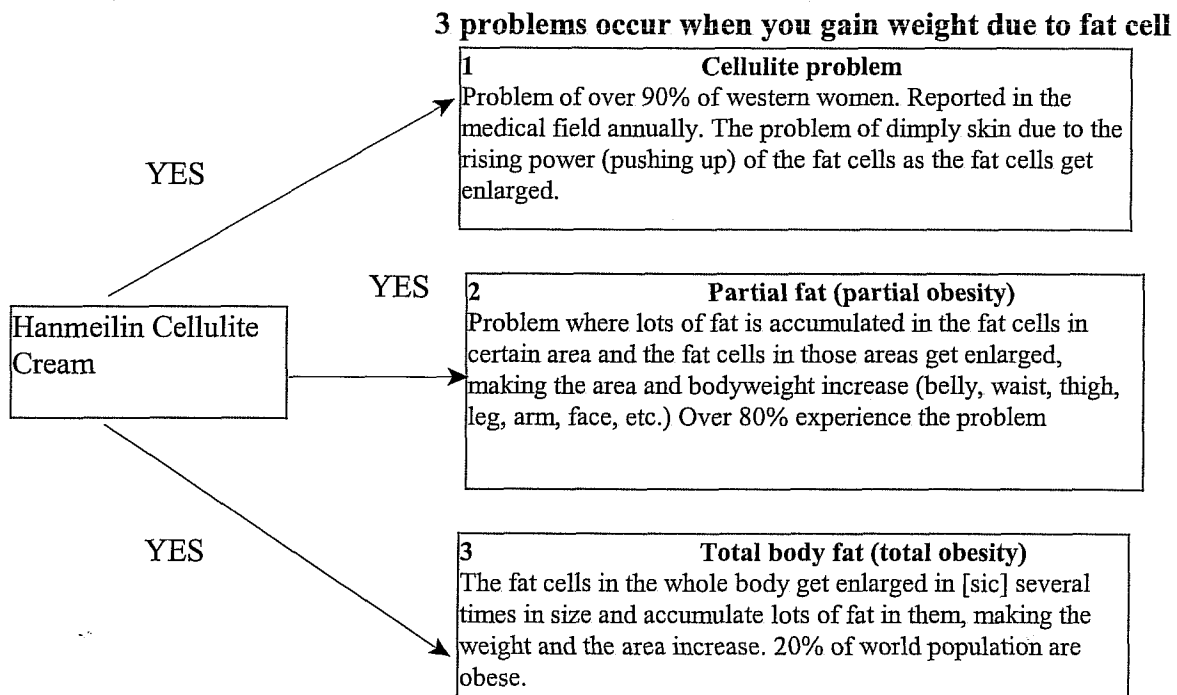 3 problems occur when you gain weight due to fat cell
1 Cellulite problem
Problem of over 90% of western women. Reported in the
medical field annually. The problem of dimply skin due to the
rising power (pushing up) of the fat cells as the fat cells get
enlarged.
YES
YES
2 Partial fat (partial obesity)
Problem where lots of fat is accumulated in the fat cells in
certain area and the fat cells in those areas get enlarged,
making the area and bodyweight increase (belly, waist, thigh,
leg, arm, face, etc.) Over 80% experience the problem
Hanmeilin Cellulite
Cream
YES
3 Total body fat (total obesity)
The fat cells in the whole body get enlarged in [sic] several
times in size and accumulate lots of fat in them, making the
weight and the area increase. 20% of world population are
obese.